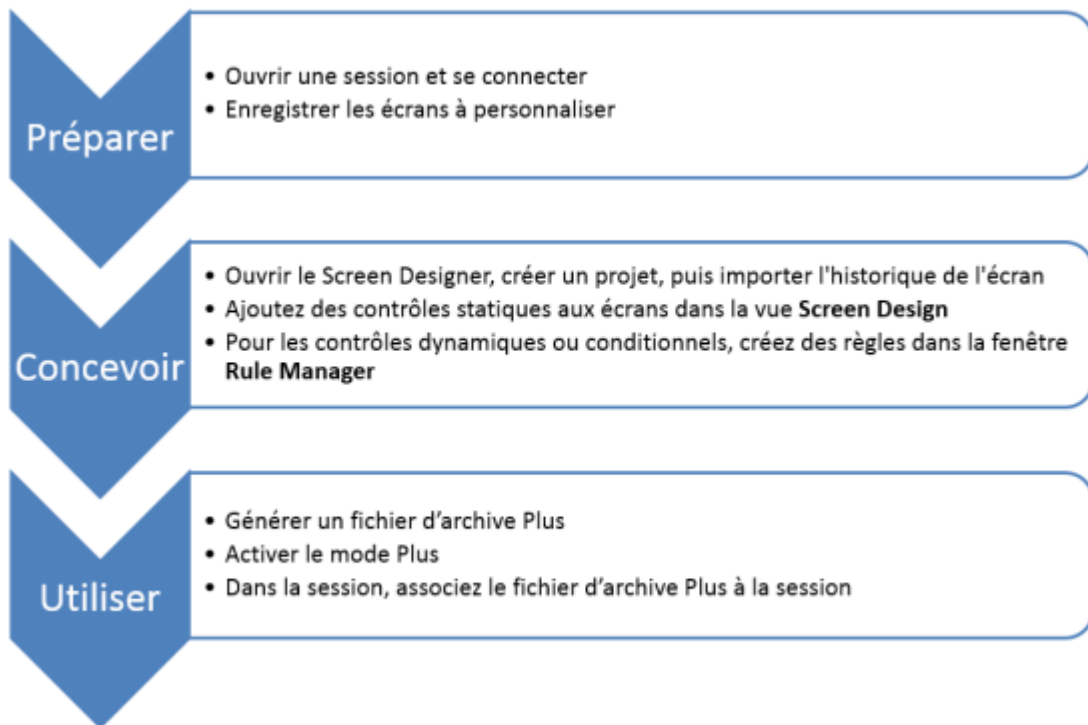 Préparer
• Ouvrir une session et se connecter
• Enregistrer les écrans à personnaliser
Concevoir
• Ouvrir le Screen Designer, créer un projet, puis importer l'historique de l'écran
• Ajoutez des contrôles statiques aux écrans dans la vue Screen Design
• Pour les contrôles dynamiques ou conditionnels, créez des règles dans la fenêtre
Rule Manager
Utiliser
• Générer un fichier d’archive Plus
• Activer le mode Plus
• Dans la session, associez le fichier d’archive Plus à la session